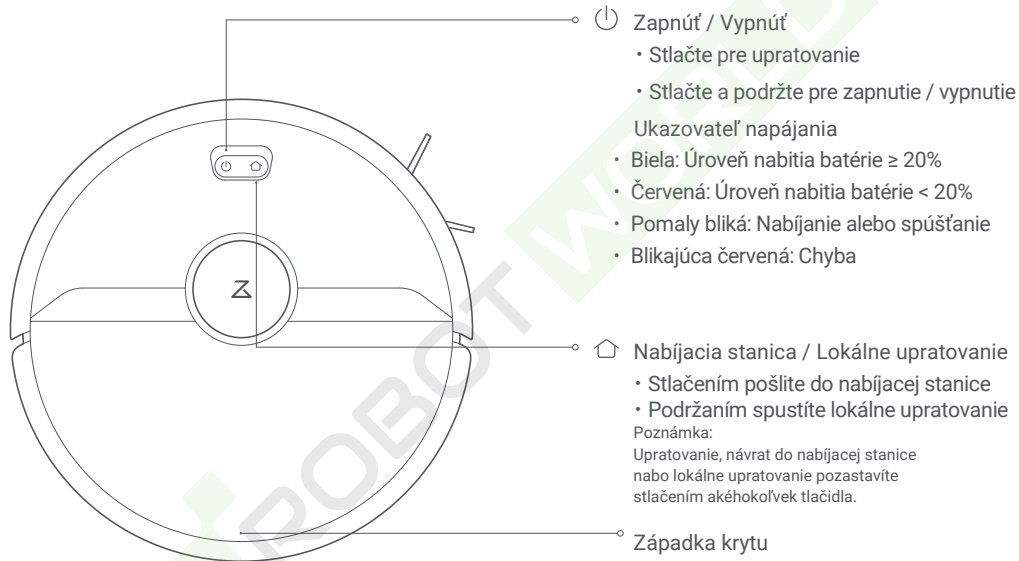 Zapnúť / Vypnúť
• Stlačte pre upratovanie
• Stlačte a podržte pre zapnutie / vypnutie
Ukazovateľ napájania
• Biela: Úroveň nabitia batérie ≥ 20%
• Červená: Úroveň nabitia batérie < 20%
• Pomaly bliká: Nabíjanie alebo spúšťanie
• Blikajúca červená: Chyba
Nabíjacia stanica / Lokálne upratovanie
• Stlačením pošlite do nabíjacej stanice
• Podržaním spustíte lokálne upratovanie
Poznámka:
Upratovanie, návrat do nabíjacej stanice
nabo lokálne upratovanie pozastavíte
stlačením akéhokoľvek tlačidla.
Západka krytu
ROBOT WORLD